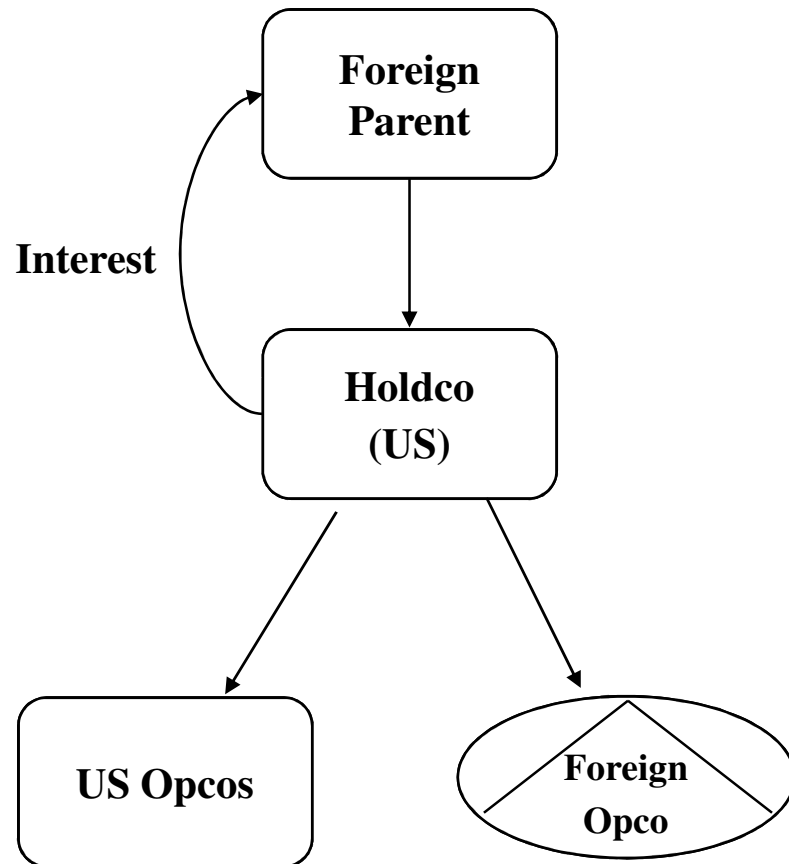 Foreign
Parent
Interest
Holdco
(US)
US Opcos
Foreign
Opco